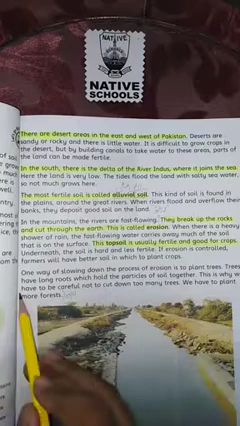 NATIVE
NATIVE
SCHOOLS
There are desert areas in the east and west of Pakistan. Deserts are
sandy or rocky and there is little water. It is difficult to grow crops in
the desert, but by building canals to take water to these areas, parts of
the land can be made fertile.
In the south, there is the delta of the River Indus, where it joins the sea.
Here the land is very low. The tides flood the land with salty sea water,
so not much grows here.
The most fertile soil is called alluvial soil. This kind of soil is found in
the plains, around the great rivers. When rivers flood and overflow their
banks, they deposit good soil on the land.
In the mountains, the rivers are fast-flowing. They break up the rocks
and cut through the earth. This is called erosion. When there is a heavy
shower of rain, the fast-flowing water carries away much of the soil
that is on the surface. This topsoil is usually fertile and good for crops.
Underneath, the soil is hard and less fertile. If erosion is controlled,
farmers will have better soil in which to plant crops.
One way of slowing down the process of erosion is to plant trees. Trees
have long roots which hold the particles of soil together. This is why we
have to be careful not to cut down too many trees. We have to plant
more forests.